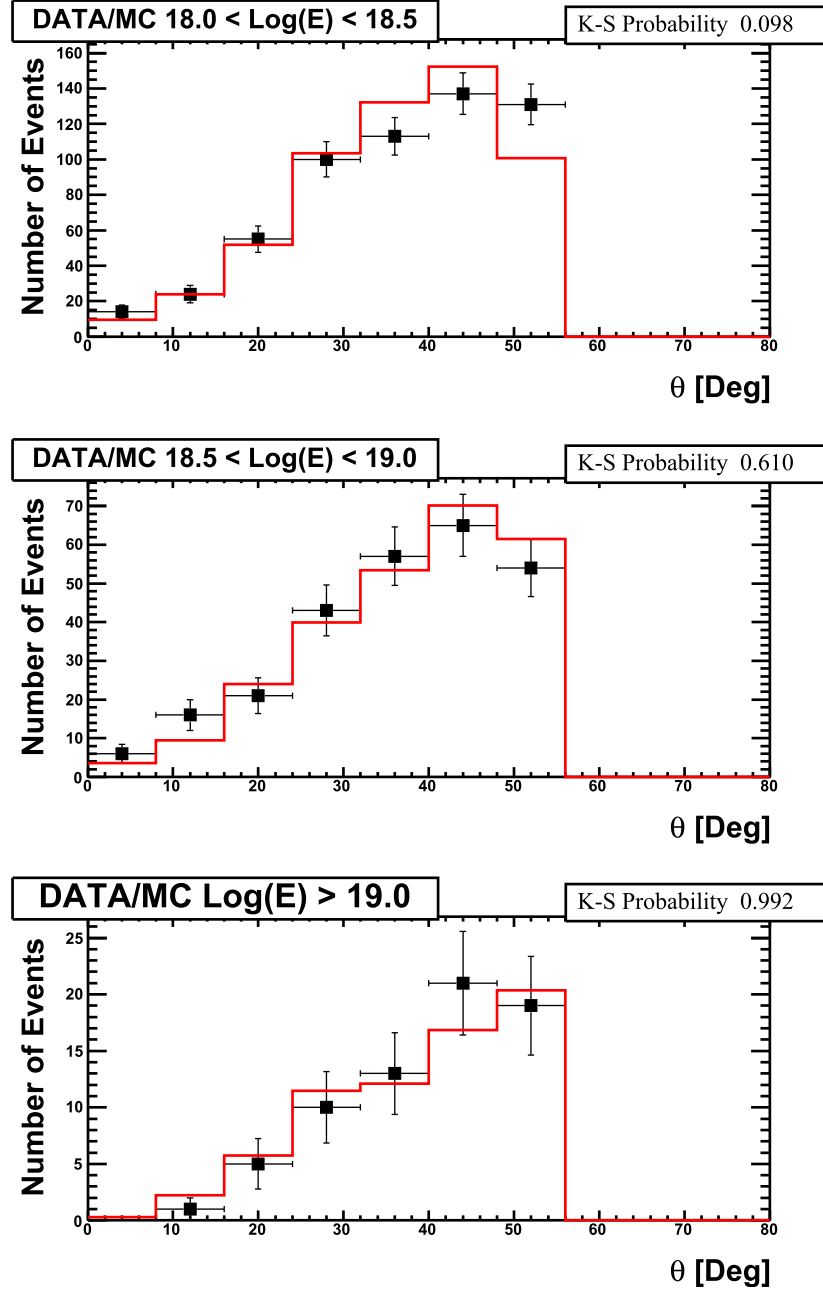 DATA/MC 18.0 < Log(E) < 18.5
K-S Probability 0.098
Number of Events
160
140
120
100
80
60
40
20
0
0 10 20 30 40 50 60 70 80
θ [Deg]
DATA/MC 18.5 < Log(E) < 19.0
K-S Probability 0.610
Number of Events
70
60
50
40
30
20
10
0
0 10 20 30 40 50 60 70 80
θ [Deg]
DATA/MC Log(E) > 19.0
K-S Probability 0.992
Number of Events
25
20
15
10
5
0
0 10 20 30 40 50 60 70 80
θ [Deg]